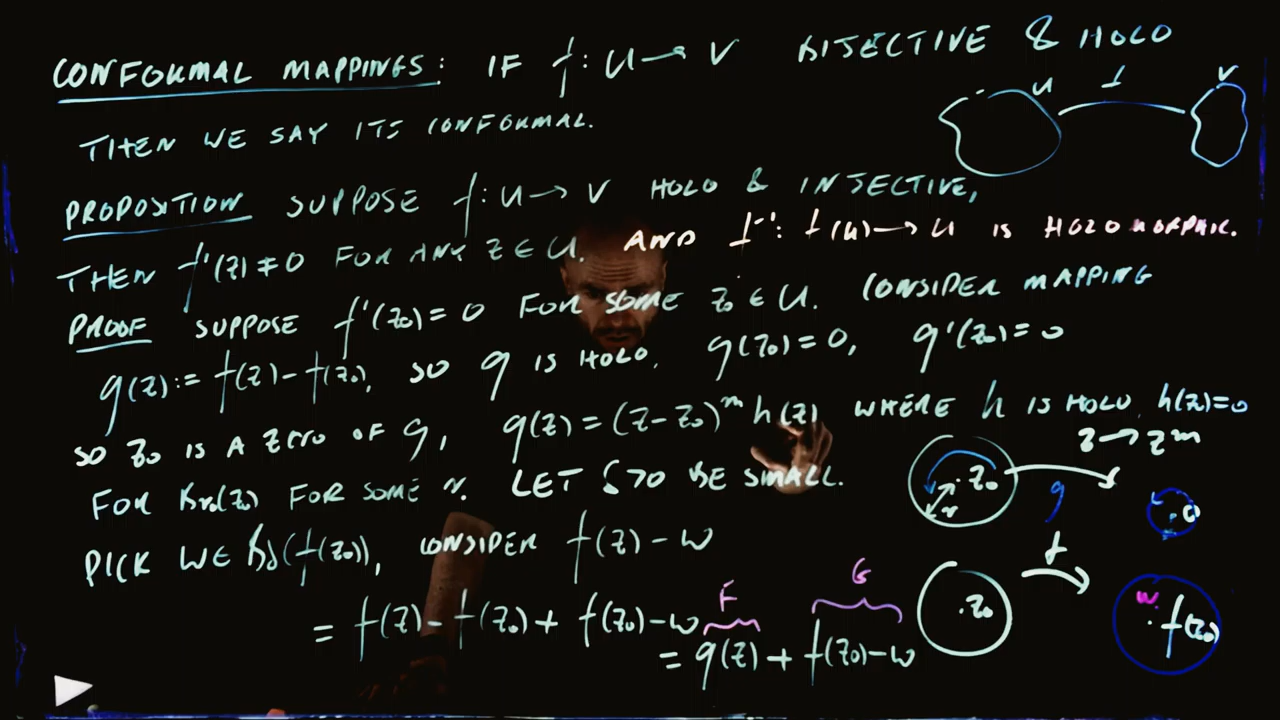 CONFORMAL MAPPINGS: IF f: U → V BIJECTIVE & HOLO
THEN WE SAY ITS CONFORMAL.
U f V
PROPOSITION SUPPOSE f: U → V HOLO & INJECTIVE,
THEN f'(z) ≠ 0 FOR ANY z ∈ U. AND f⁻¹: f(U) → U IS HOLOMORPHIC.
PROOF SUPPOSE f'(z₀) = 0 FOR SOME z₀ ∈ U. CONSIDER MAPPING
g(z) := f(z) - f(z₀), SO g IS HOLO, g(z₀) = 0, g'(z₀) = 0
SO z₀ IS A ZERO OF g, g(z) = (z - z₀)ᵐ h(z) WHERE h IS HOLO, h(z) = 0
z → zᵐ
FOR B_r(z₀) FOR SOME r. LET δ > 0 BE SMALL.
z₀ r g 0
PICK W ∈ B_δ(f(z₀)), CONSIDER f(z) - w
f
F G
= f(z) - f(z₀) + f(z₀) - w
z₀ w f(z₀)
= g(z) + f(z₀) - w